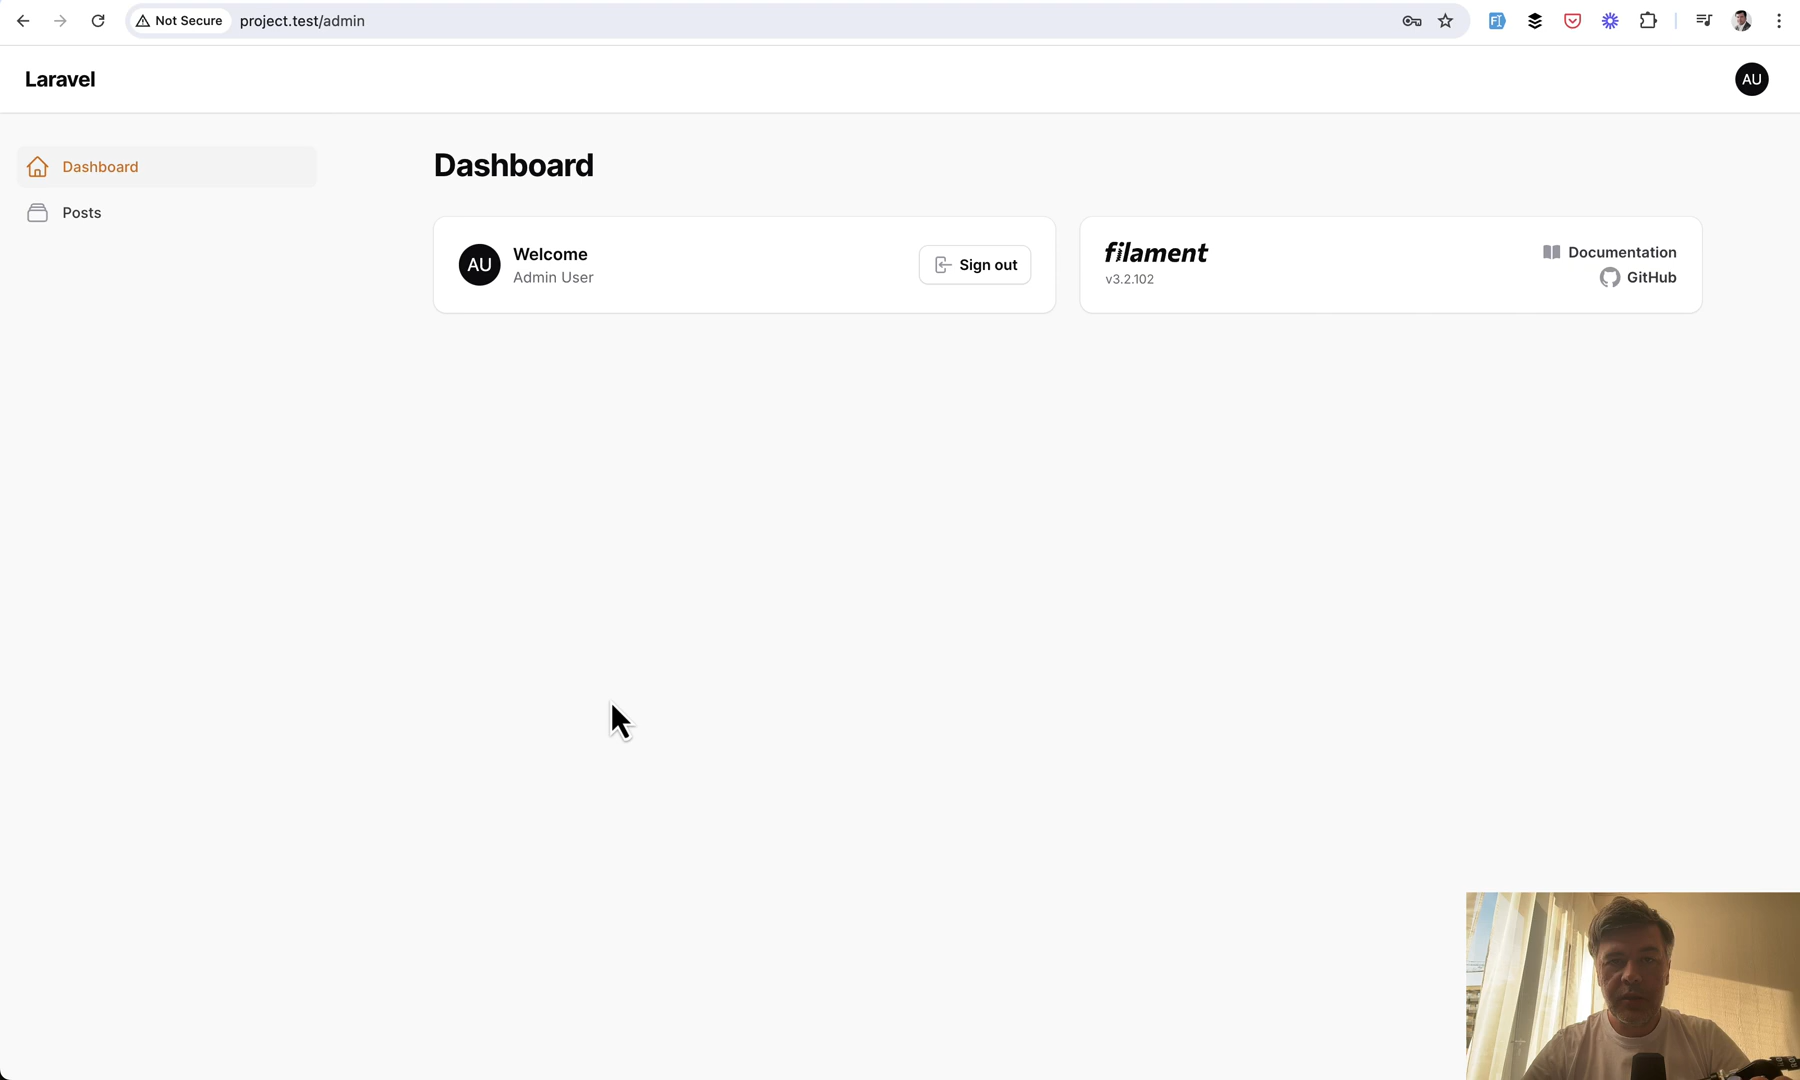 Not Secure project.test/admin
Laravel
AU
Dashboard
Posts
Dashboard
AU
Welcome
Admin User
Sign out
filament
v3.2.102
Documentation
GitHub